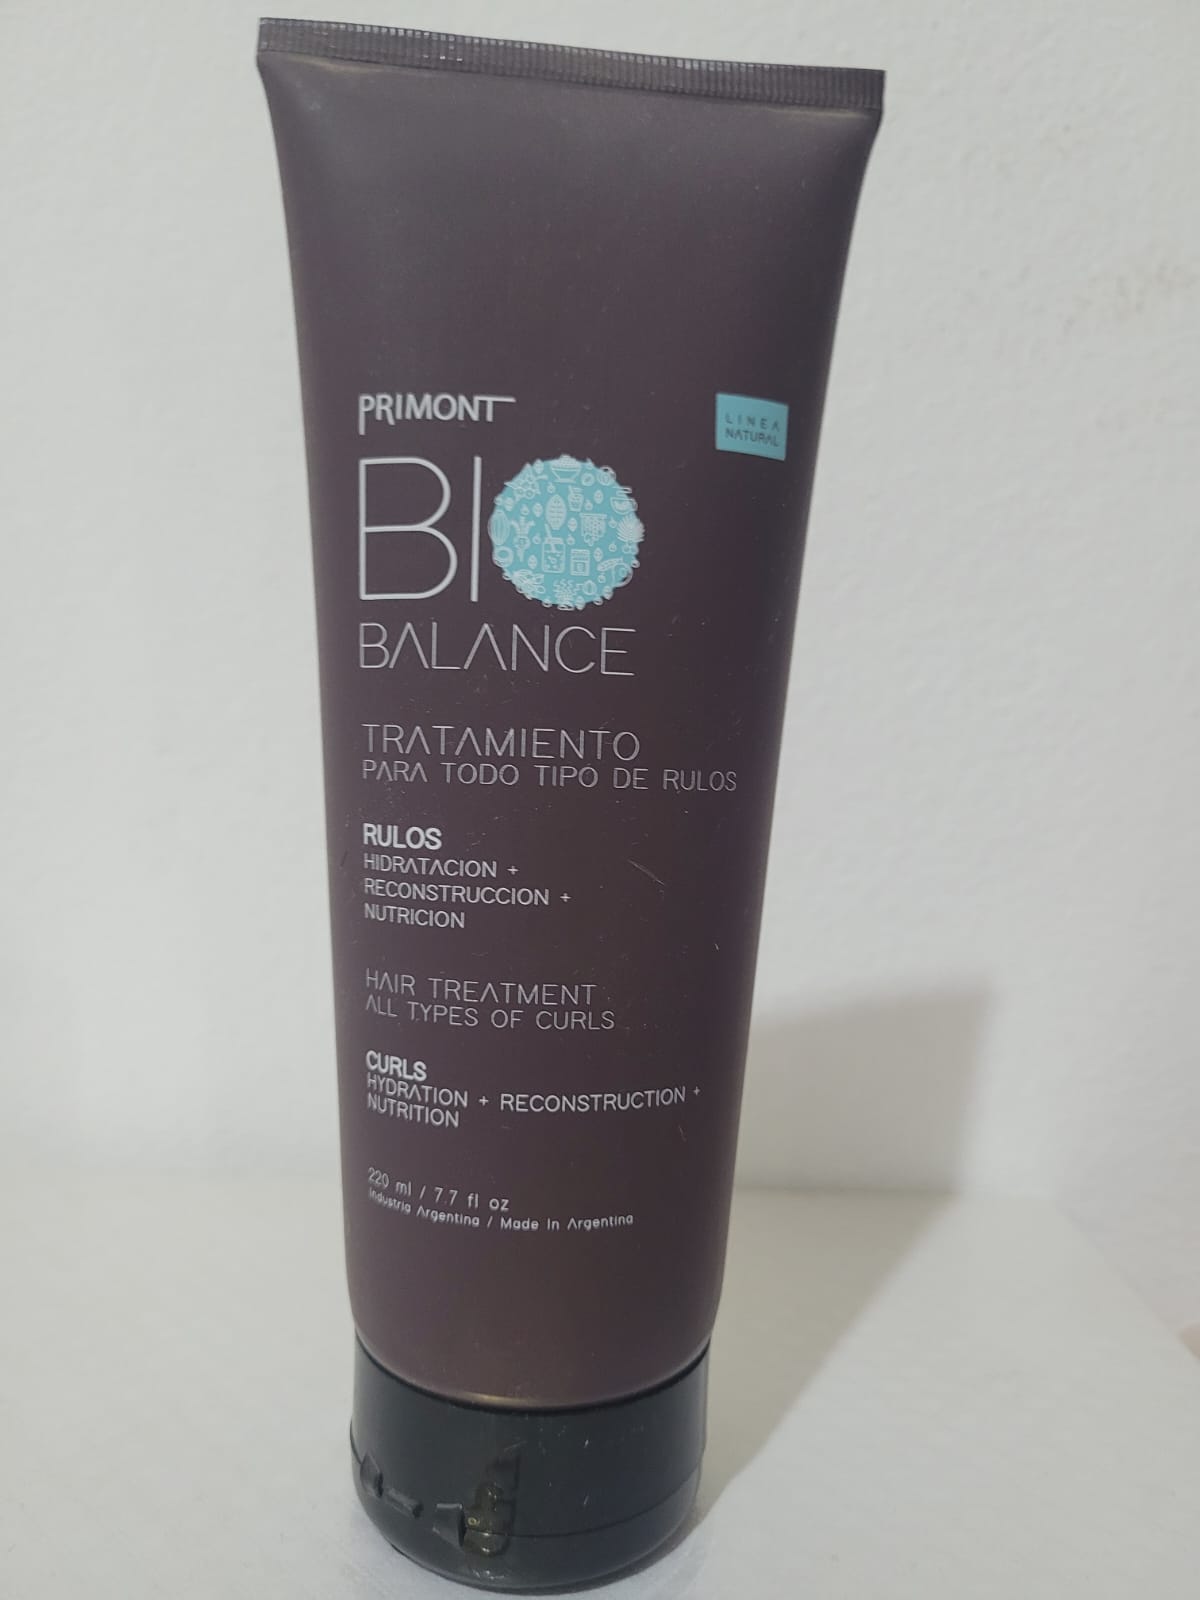 PRIMONT
LINEA
NATURAL
BIO
BALANCE
TRATAMIENTO
PARA TODO TIPO DE RULOS
RULOS
HIDRATACION +
RECONSTRUCCION +
NUTRICION
HAIR TREATMENT
ALL TYPES OF CURLS
CURLS
HYDRATION + RECONSTRUCTION +
NUTRITION
220 ml / 7.7 fl oz
Industria Argentina / Made In Argentina